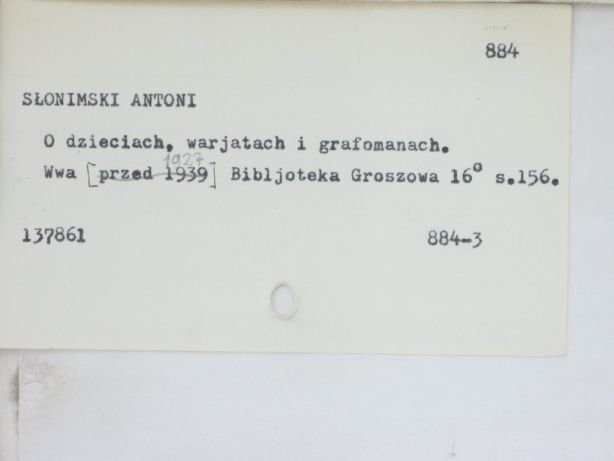 884
SŁONIMSKI ANTONI
O dzieciach, warjatach i grafomanach.
1927
Wwa [przed 1939] Bibljoteka Groszowa 16° s.156.
137861 884-3